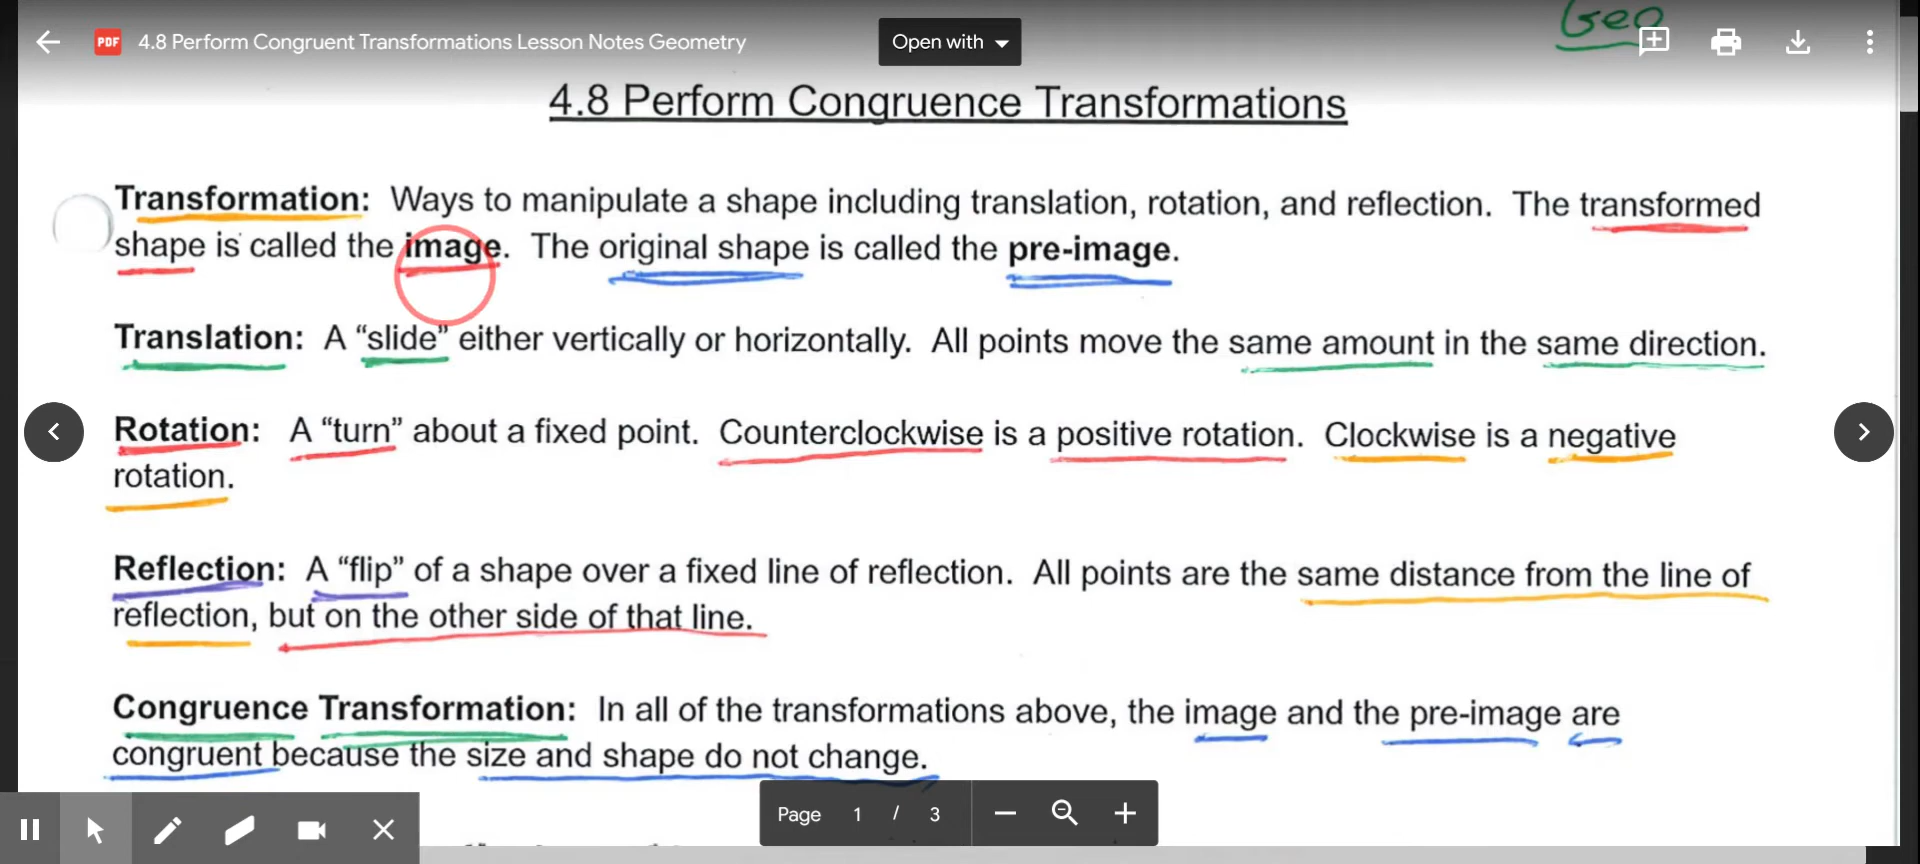 Geo
4.8 Perform Congruent Transformations Lesson Notes Geometry
PDF
Open with
4.8 Perform Congruence Transformations
Transformation: Ways to manipulate a shape including translation, rotation, and reflection. The transformed
shape is called the image. The original shape is called the pre-image.
Translation: A “slide” either vertically or horizontally. All points move the same amount in the same direction.
Rotation: A “turn” about a fixed point. Counterclockwise is a positive rotation. Clockwise is a negative
rotation.
Reflection: A “flip” of a shape over a fixed line of reflection. All points are the same distance from the line of
reflection, but on the other side of that line.
Congruence Transformation: In all of the transformations above, the image and the pre-image are
congruent because the size and shape do not change.
Page 1 / 3